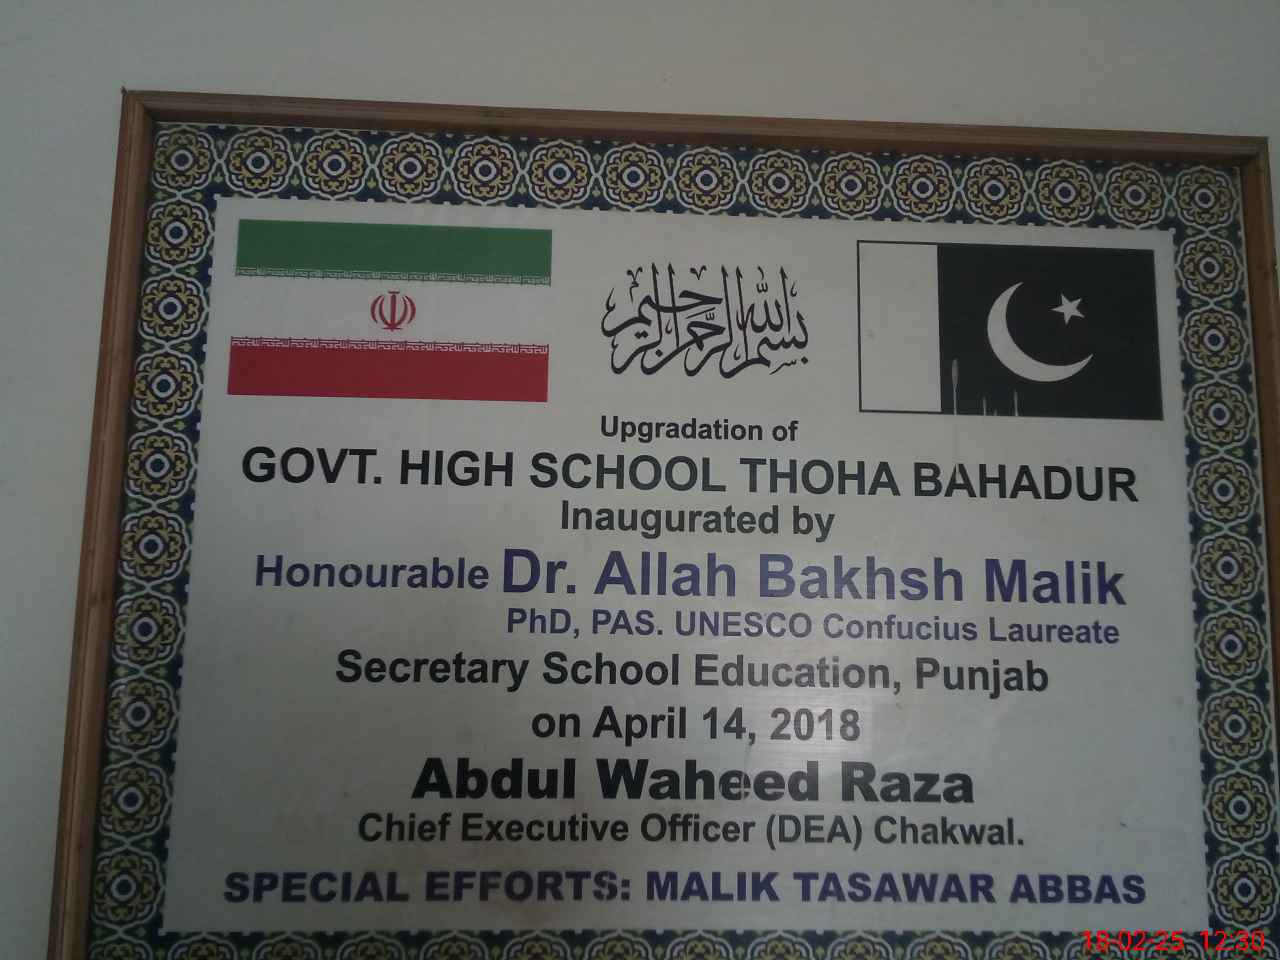 بسم الله الرحمن الرحيم
Upgradation of
GOVT. HIGH SCHOOL THOHA BAHADUR
Inaugurated by
Honourable Dr. Allah Bakhsh Malik
PhD, PAS. UNESCO Confucius Laureate
Secretary School Education, Punjab
on April 14, 2018
Abdul Waheed Raza
Chief Executive Officer (DEA) Chakwal.
SPECIAL EFFORTS: MALIK TASAWAR ABBAS
18-02-25 12:30